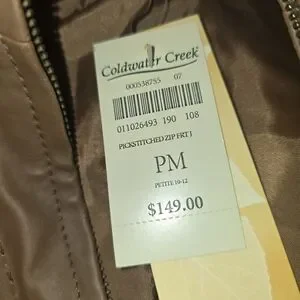 Coldwater Creek
000538755 07
011026493 190 108
PICKSTITCHED ZIP FRT J
PM
PETITE 10-12
$149.00